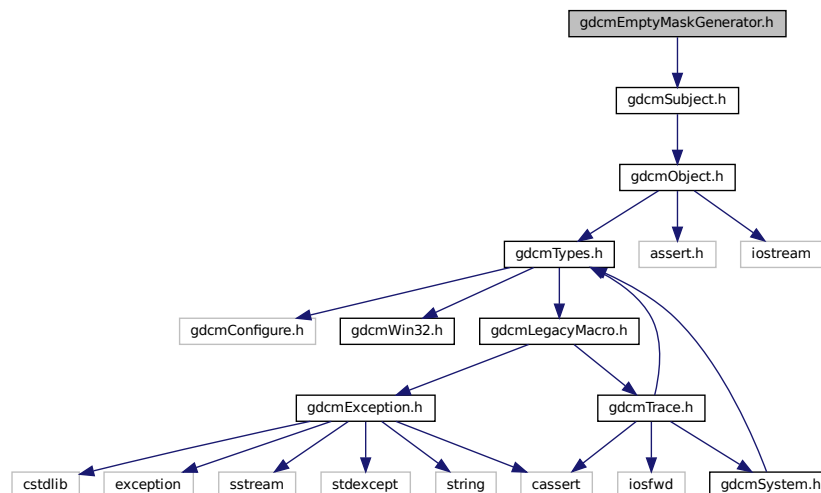 gdcmEmptyMaskGenerator.h
gdcmSubject.h
gdcmObject.h
gdcmTypes.h
assert.h
iostream
gdcmConfigure.h
gdcmWin32.h
gdcmLegacyMacro.h
gdcmException.h
gdcmTrace.h
cstdlib
exception
sstream
stdexcept
string
cassert
iosfwd
gdcmSystem.h